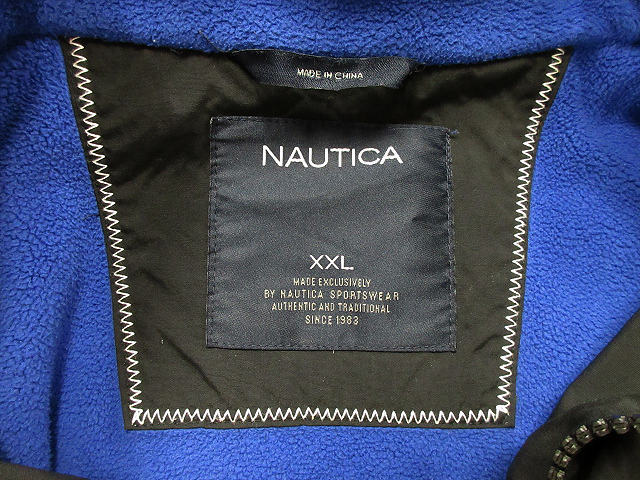 MADE IN CHINA
NAUTICA
XXL
MADE EXCLUSIVELY
BY NAUTICA SPORTSWEAR
AUTHENTIC AND TRADITIONAL
SINCE 1983